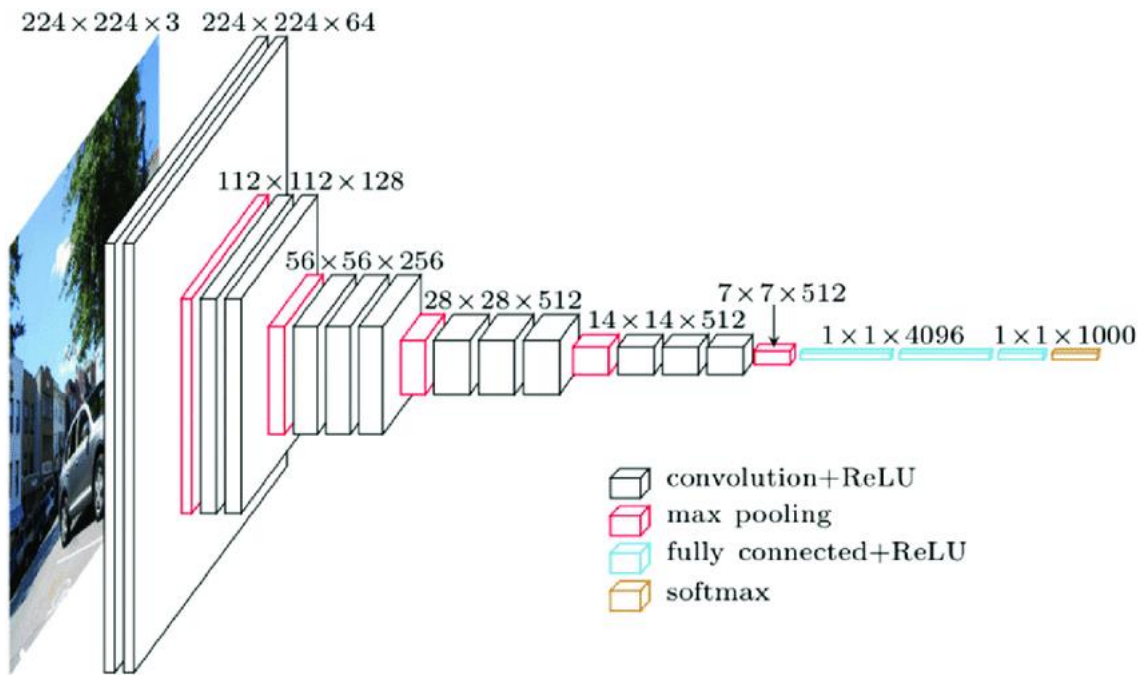 224×224×3
224×224×64
112×112×128
56×56×256
28×28×512
14×14×512
7×7×512
1×1×4096
1×1×1000
convolution+ReLU
max pooling
fully connected+ReLU
softmax